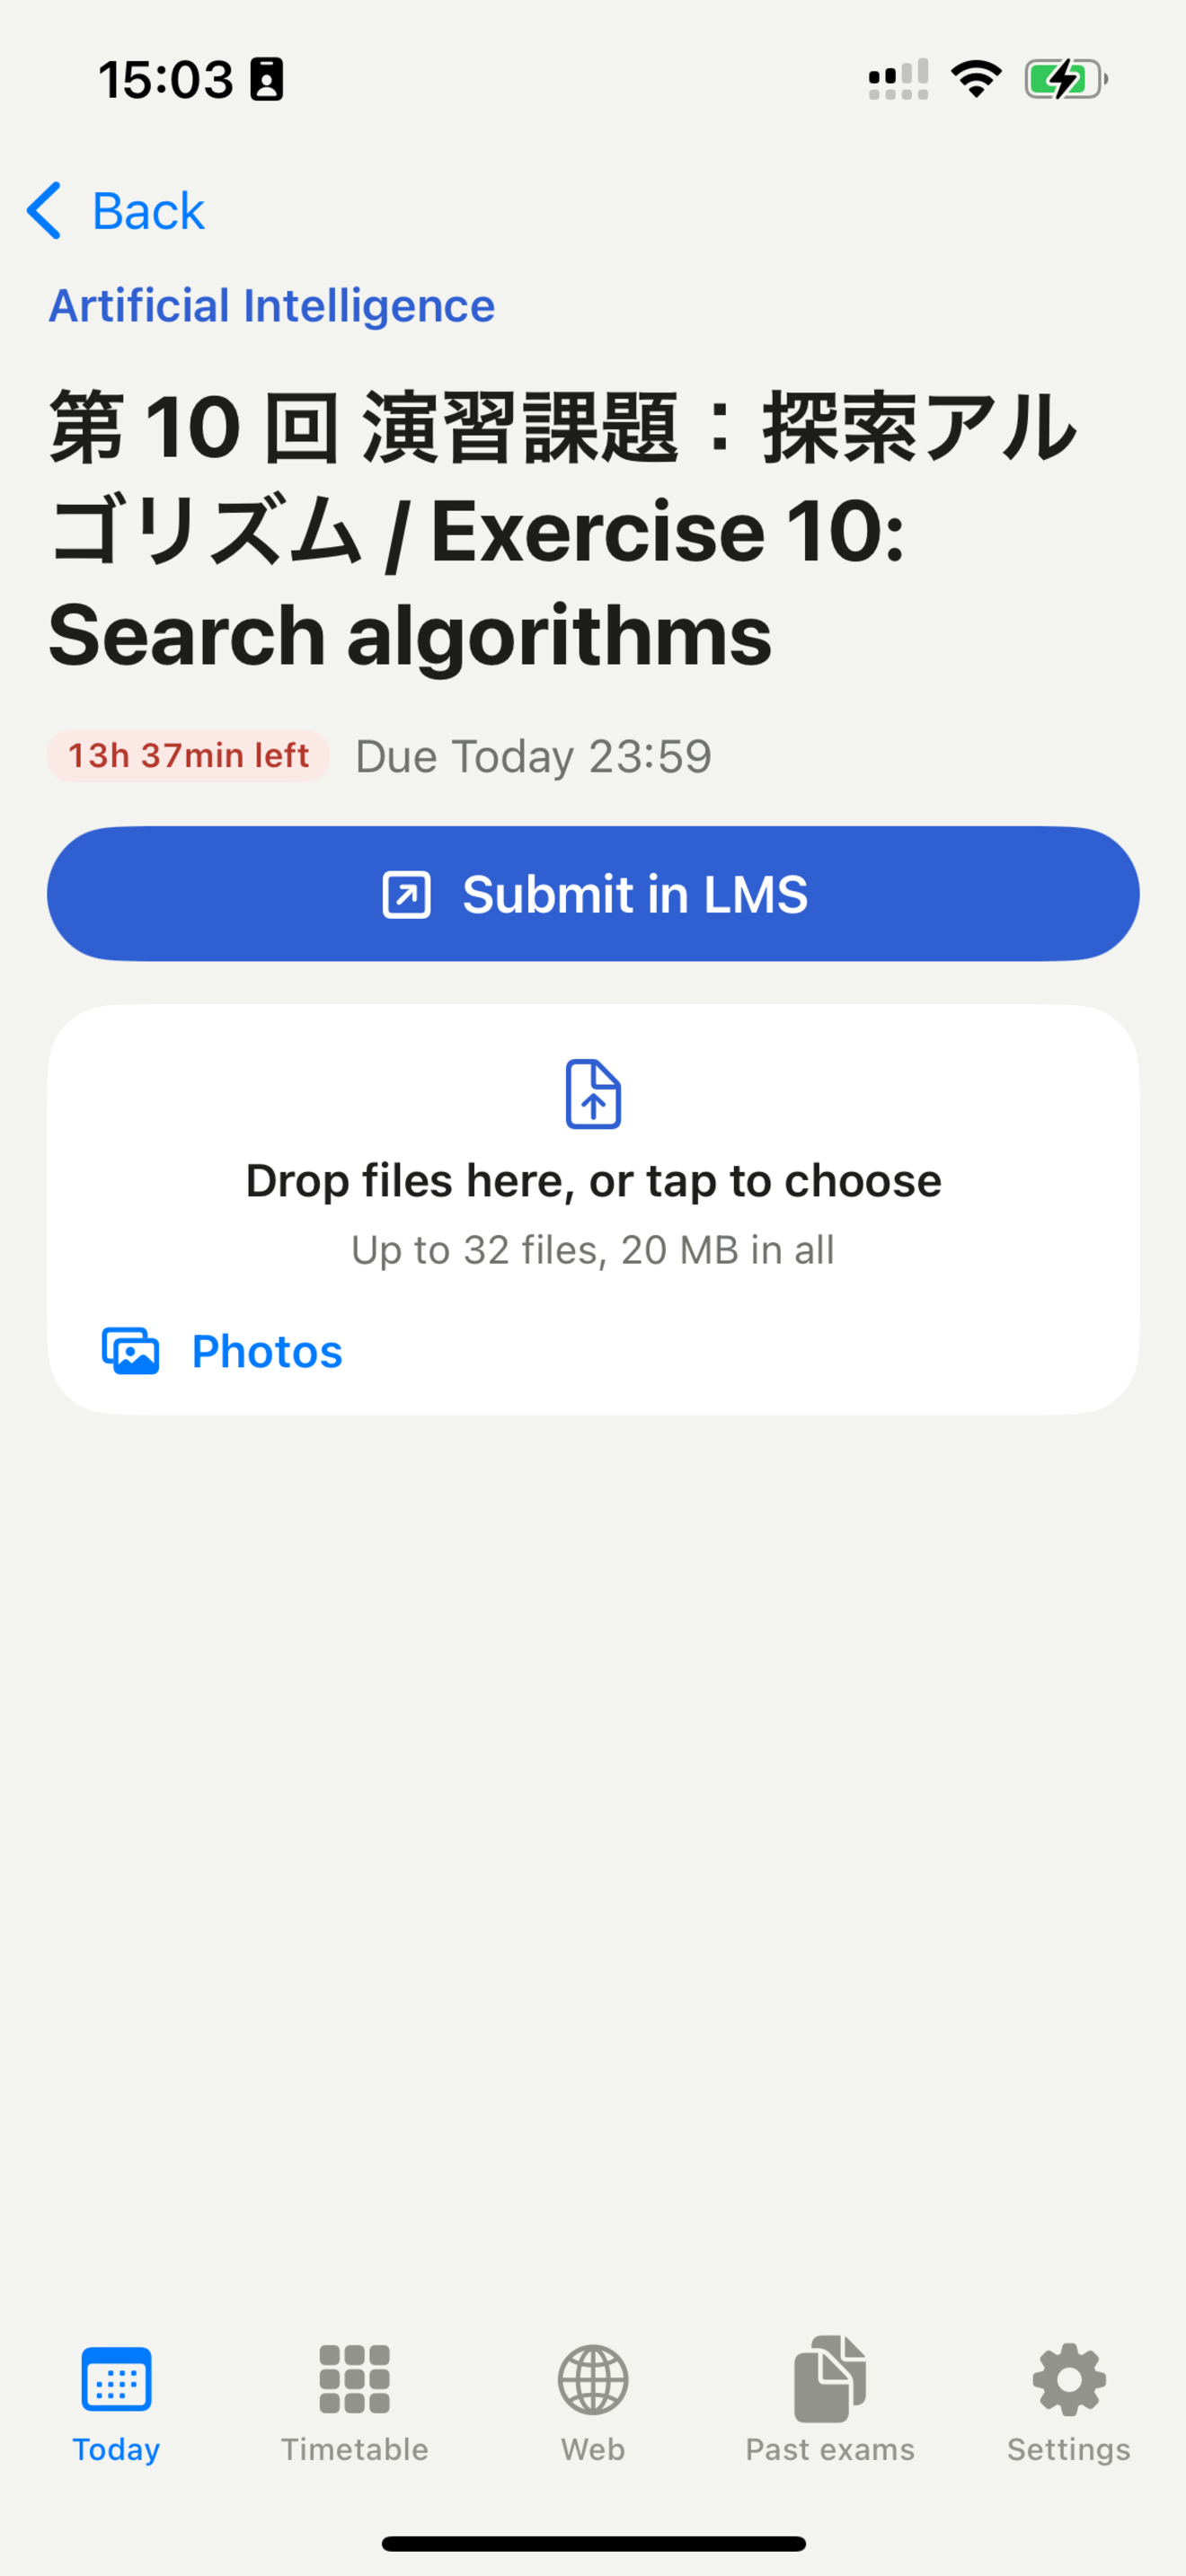 15:03
Back
Artificial Intelligence
第 10 回 演習課題：探索アル
ゴリズム / Exercise 10:
Search algorithms
13h 37min left Due Today 23:59
Submit in LMS
Drop files here, or tap to choose
Up to 32 files, 20 MB in all
Photos
Today Timetable Web Past exams Settings